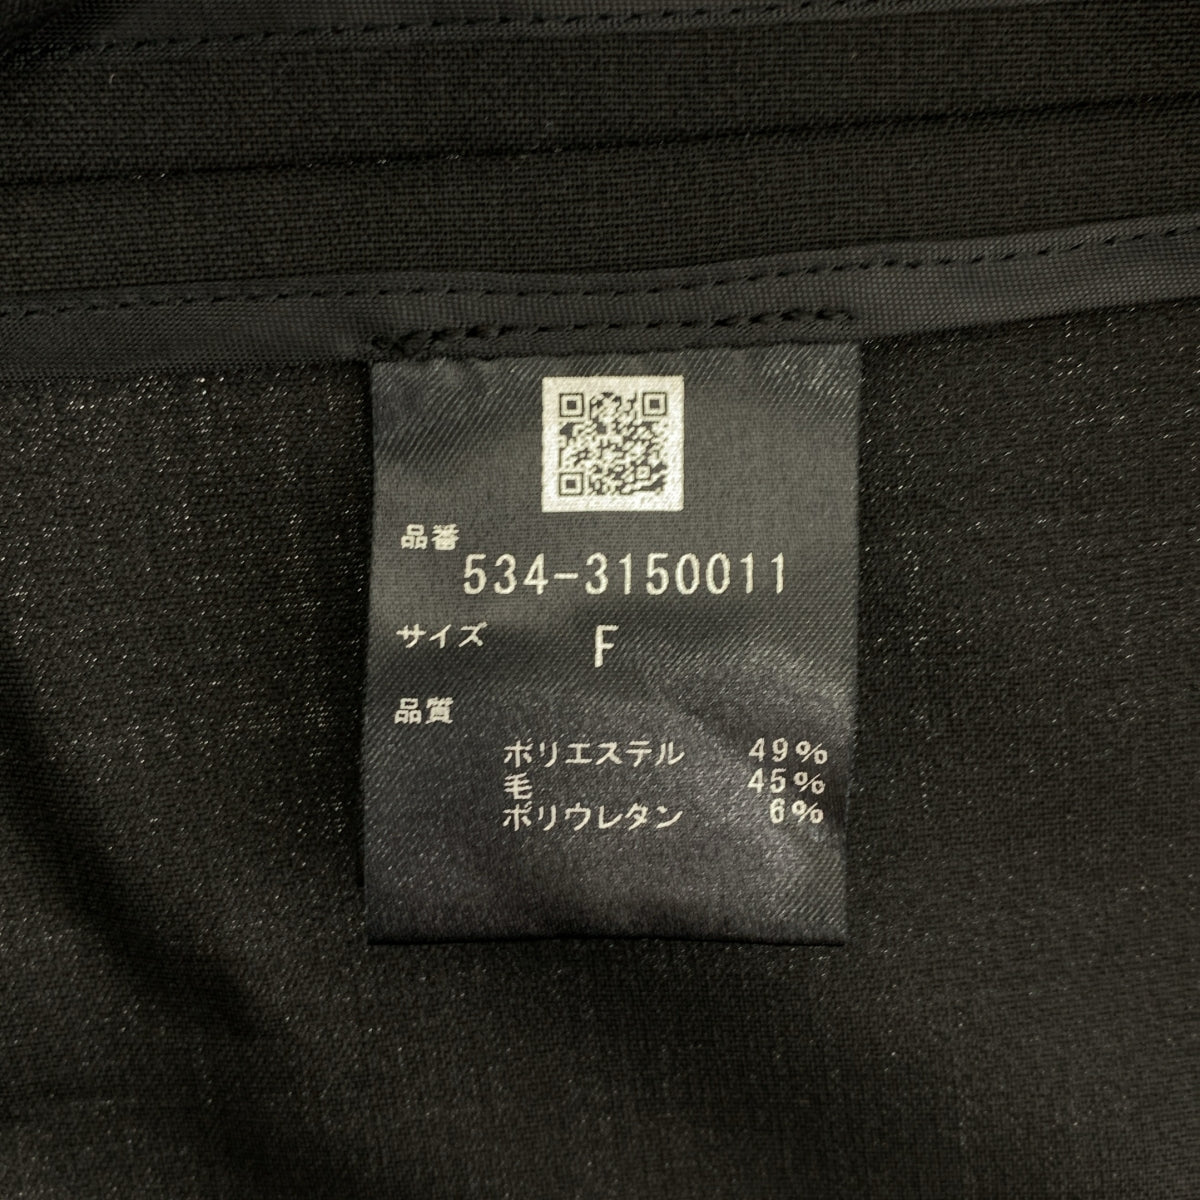 品番
534-3150011
サイズ F
品質
ポリエステル 49%
毛 45%
ポリウレタン 6%